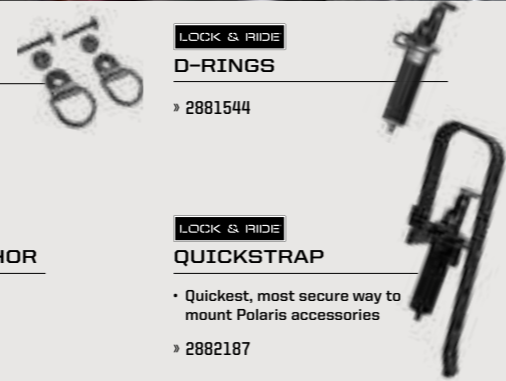 LOCK & RIDE
D-RINGS
» 2881544
HOR
LOCK & RIDE
QUICKSTRAP
• Quickest, most secure way to
mount Polaris accessories
» 2882187